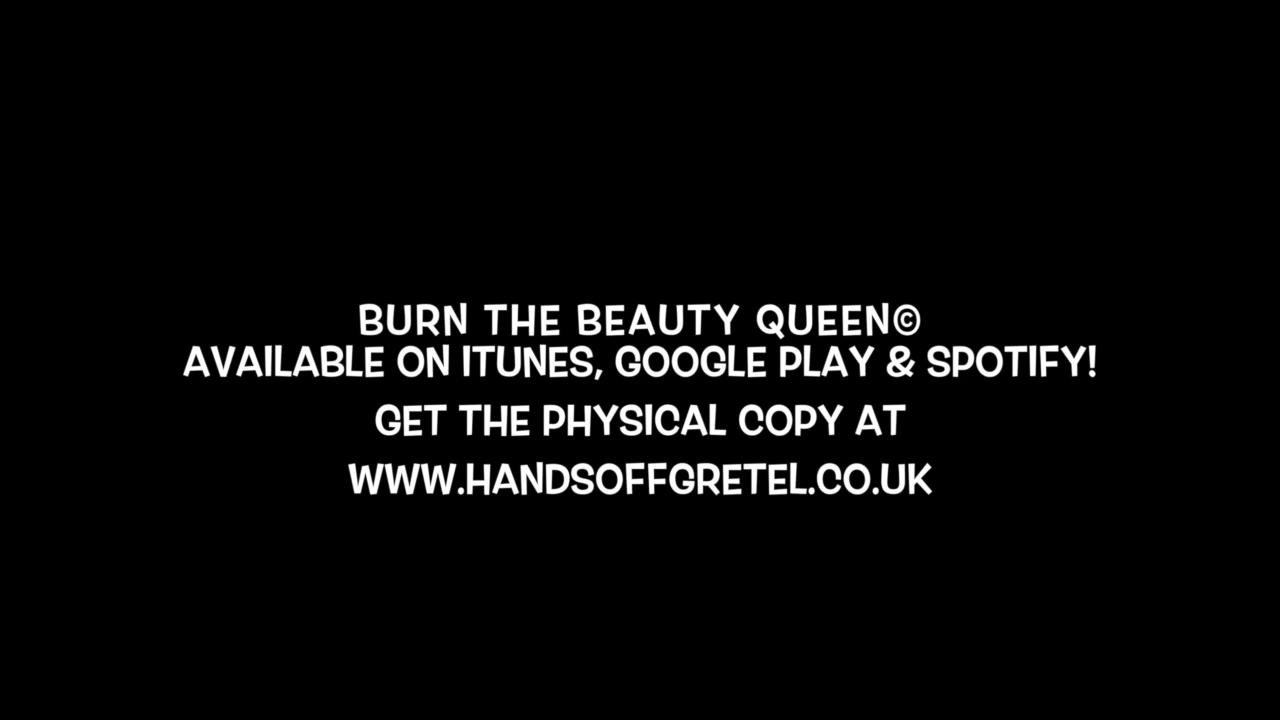 BURN THE BEAUTY QUEEN©
AVAILABLE ON ITUNES, GOOGLE PLAY & SPOTIFY!
GET THE PHYSICAL COPY AT
WWW.HANDSOFFGRETEL.CO.UK